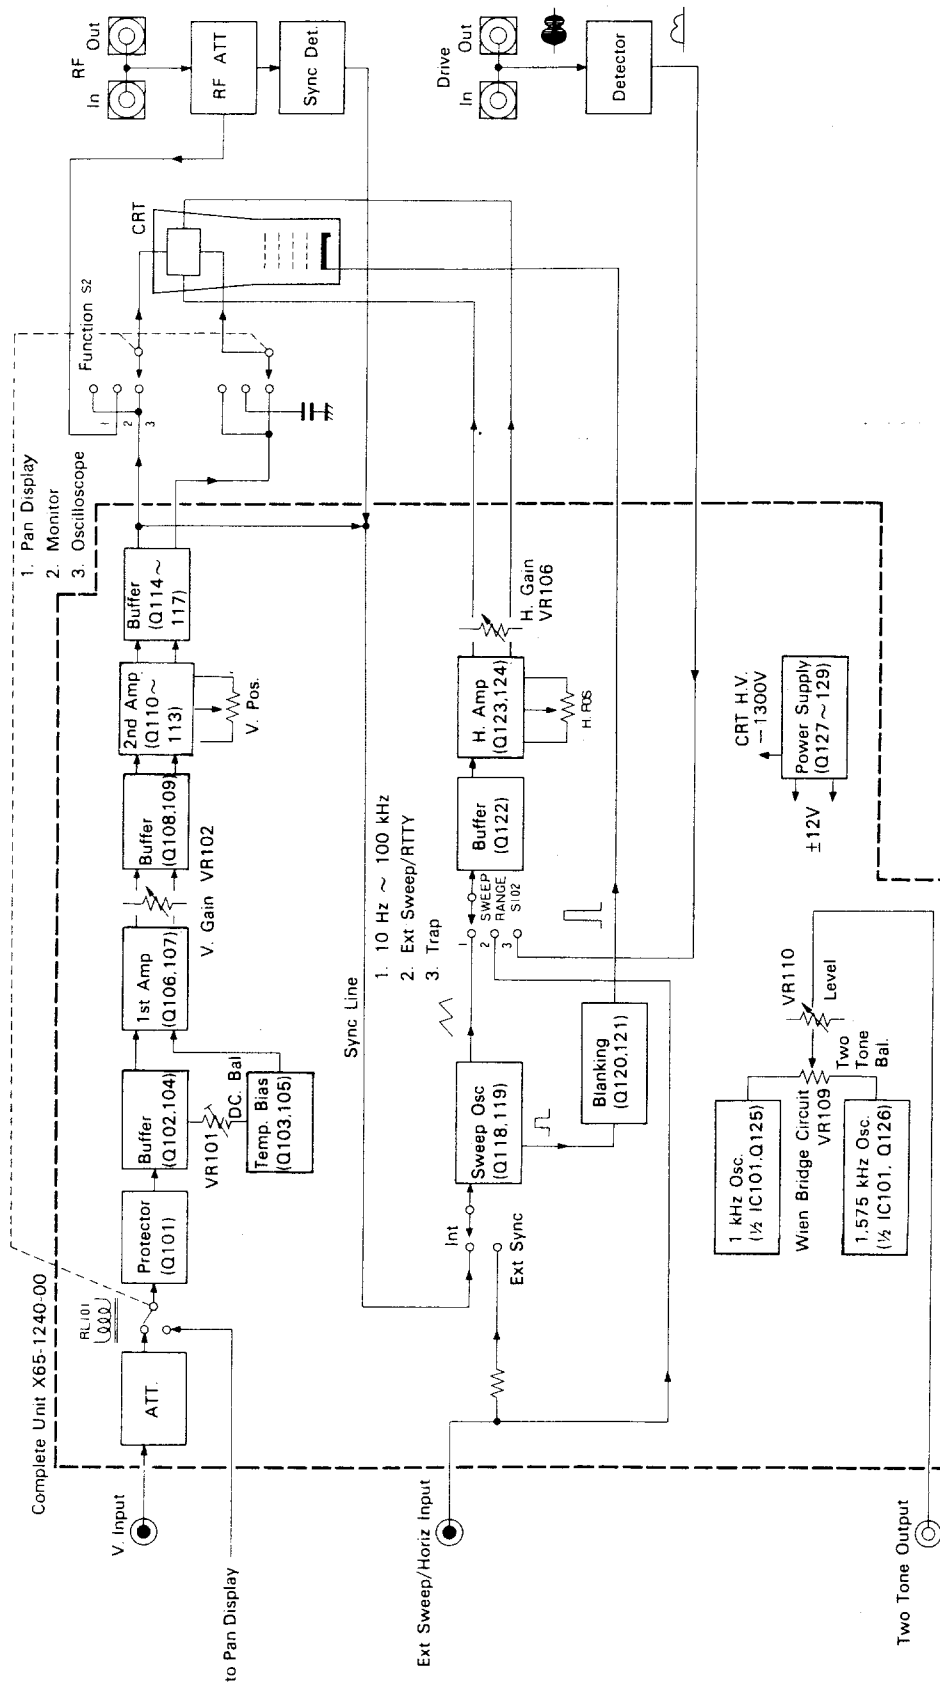 Complete Unit X65-1240-00
V. Input
ATT.
RL101
Protector
(Q101)
Buffer
(Q102,104)
VR101
DC. Bal
Temp. Bias
(Q103,105)
1st Amp
(Q106,107)
V. Gain VR102
Buffer
(Q108,109)
2nd Amp
(Q110~
113)
V. Pos.
Buffer
(Q114~
117)
1. Pan Display
2. Monitor
3. Oscilloscope
Function S2
1
2
3
CRT
RF
In
Out
RF ATT
Sync Det.
to Pan Display
Sync Line
Ext Sweep/Horiz Input
Int
Ext Sync
Sweep Osc
(Q118,119)
Blanking
(Q120,121)
1. 10 Hz ~ 100 kHz
2. Ext Sweep/RTTY
3. Trap
1
2
3
SWEEP
RANGE
S102
Buffer
(Q122)
H. Amp
(Q123,124)
H. POS
H. Gain
VR106
Drive
In
Out
Detector
1 kHz Osc.
(½ IC101,Q125)
Wien Bridge Circuit
VR109
1.575 kHz Osc.
(½ IC101, Q126)
Two
Tone
Bal.
VR110
Level
CRT H.V.
−1300V
Power Supply
(Q127~129)
±12V
Two Tone Output